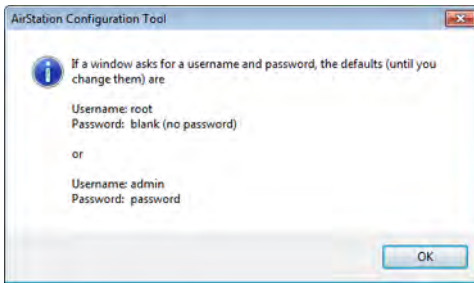 AirStation Configuration Tool
If a window asks for a username and password, the defaults (until you
change them) are
Username: root
Password: blank (no password)
or
Username: admin
Password: password
OK